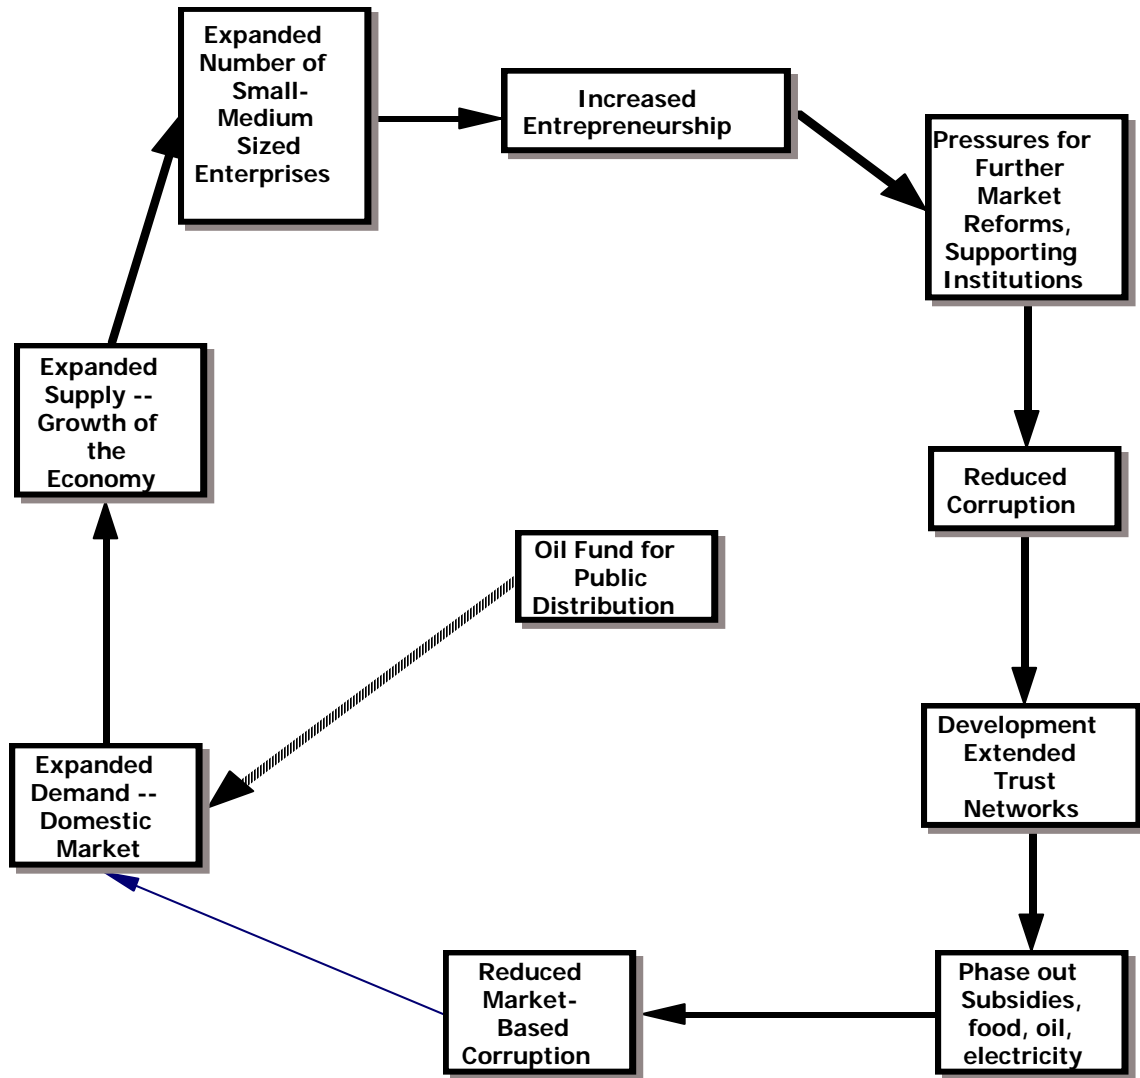 Expanded
Number of
Small-
Medium
Sized
Enterprises
Increased
Entrepreneurship
Pressures for
Further
Market
Reforms,
Supporting
Institutions
Reduced
Corruption
Development
Extended
Trust
Networks
Phase out
Subsidies,
food, oil,
electricity
Reduced
Market-
Based
Corruption
Expanded
Demand --
Domestic
Market
Expanded
Supply --
Growth of
the
Economy
Oil Fund for
Public
Distribution